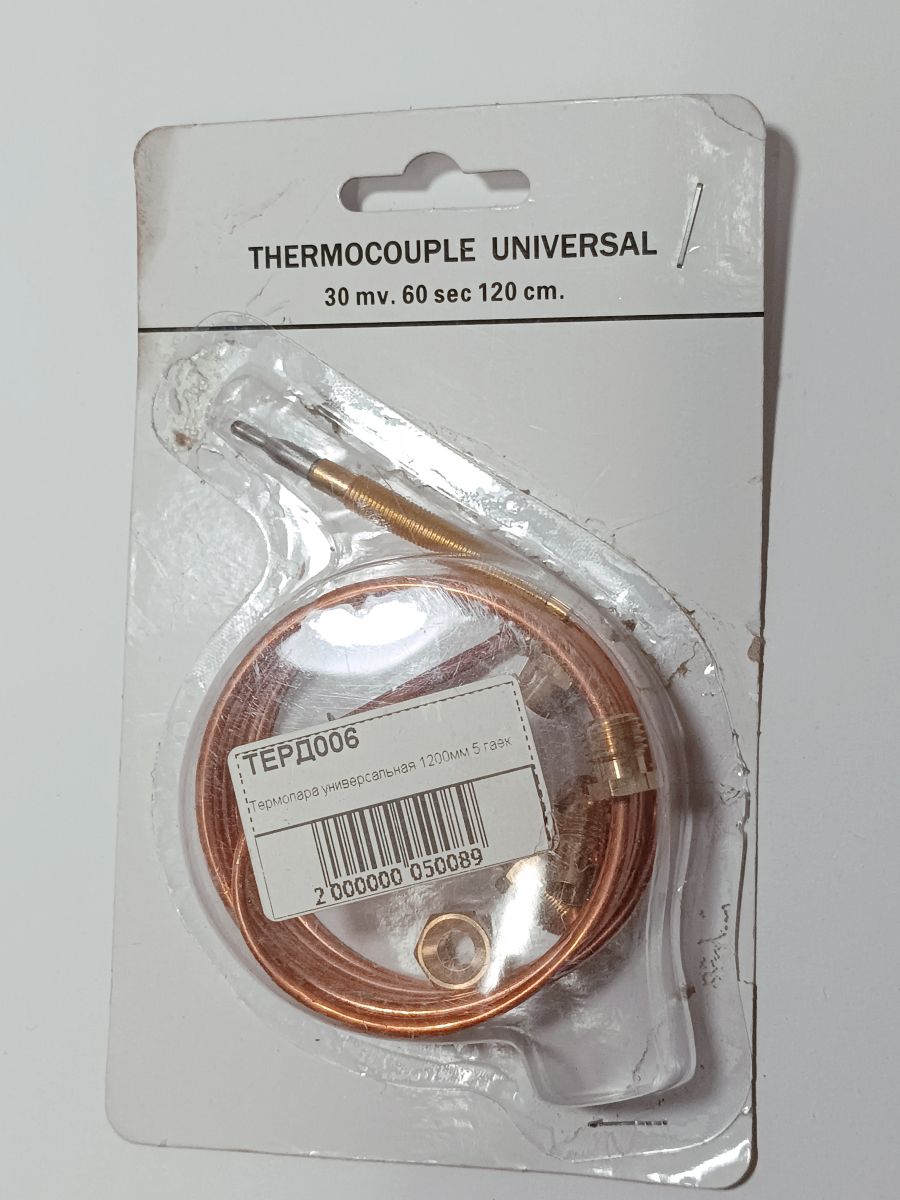 THERMOCOUPLE UNIVERSAL
30 mv. 60 sec 120 cm.
ТЕРД006
Термопара универсальная 1200мм 5 гаек
2 000000 050089